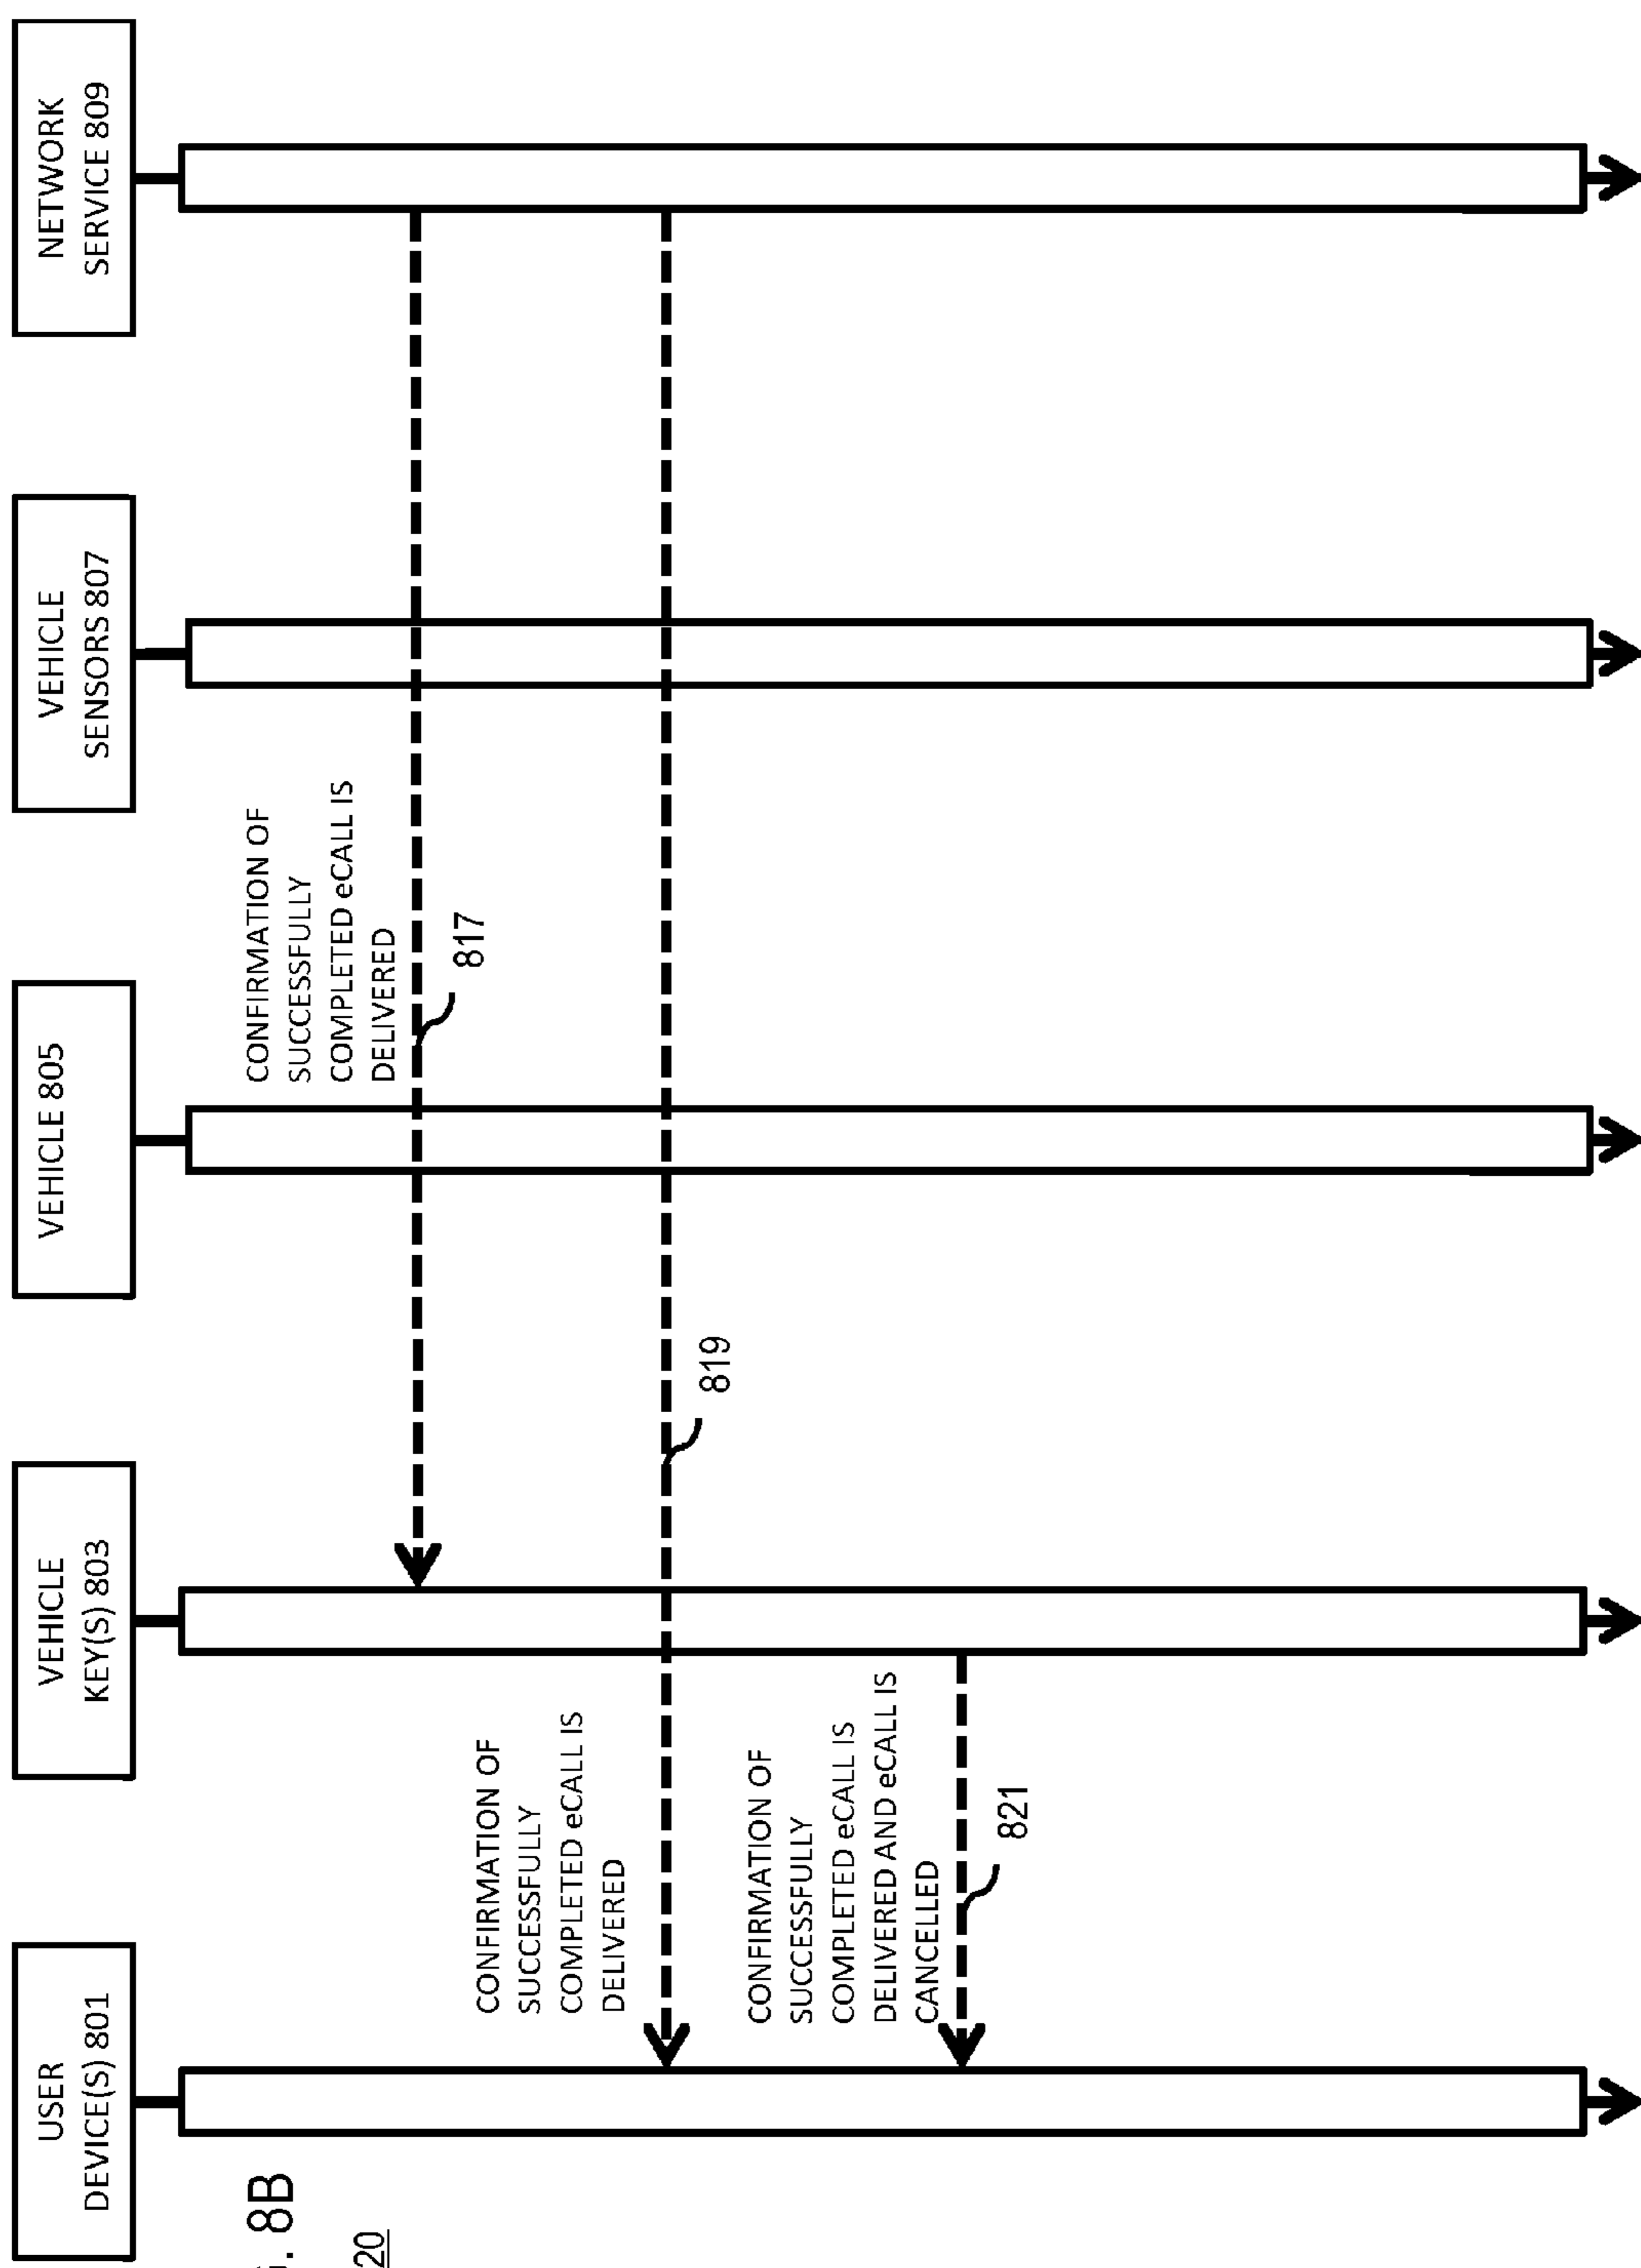 USER
DEVICE(S) 801
VEHICLE
KEY(S) 803
VEHICLE 805
VEHICLE
SENSORS 807
NETWORK
SERVICE 809
CONFIRMATION OF
SUCCESSFULLY
COMPLETED eCALL IS
DELIVERED
817
CONFIRMATION OF
SUCCESSFULLY
COMPLETED eCALL IS
DELIVERED
819
CONFIRMATION OF
SUCCESSFULLY
COMPLETED eCALL IS
DELIVERED AND eCALL IS
CANCELLED
821
8B
20